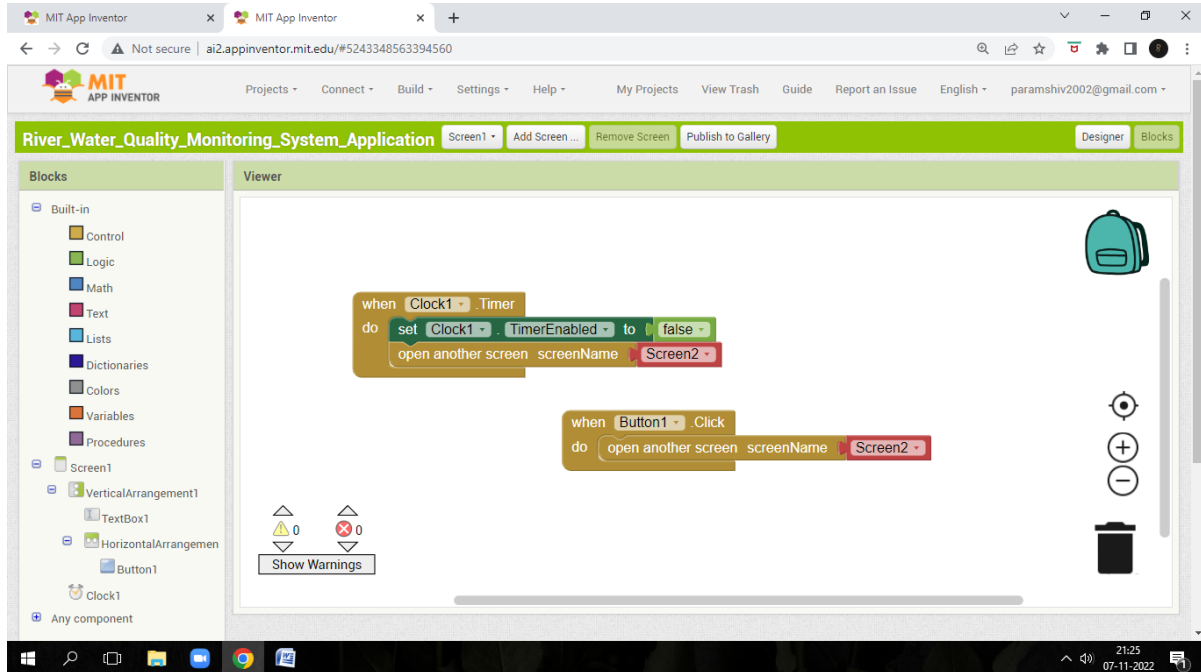 MIT App Inventor
MIT App Inventor
Not secure | ai2.appinventor.mit.edu/#5243348563394560
MIT
APP INVENTOR
Projects Connect Build Settings Help My Projects View Trash Guide Report an Issue English paramshiv2002@gmail.com
River_Water_Quality_Monitoring_System_Application Screen1 Add Screen ... Remove Screen Publish to Gallery Designer Blocks
Blocks
Viewer
Built-in
Control
Logic
Math
Text
Lists
Dictionaries
Colors
Variables
Procedures
Screen1
VerticalArrangement1
TextBox1
HorizontalArrangemen
Button1
Clock1
Any component
when Clock1 .Timer
do set Clock1 . TimerEnabled to false
open another screen screenName Screen2
when Button1 .Click
do open another screen screenName Screen2
0 0
Show Warnings
21:25
07-11-2022